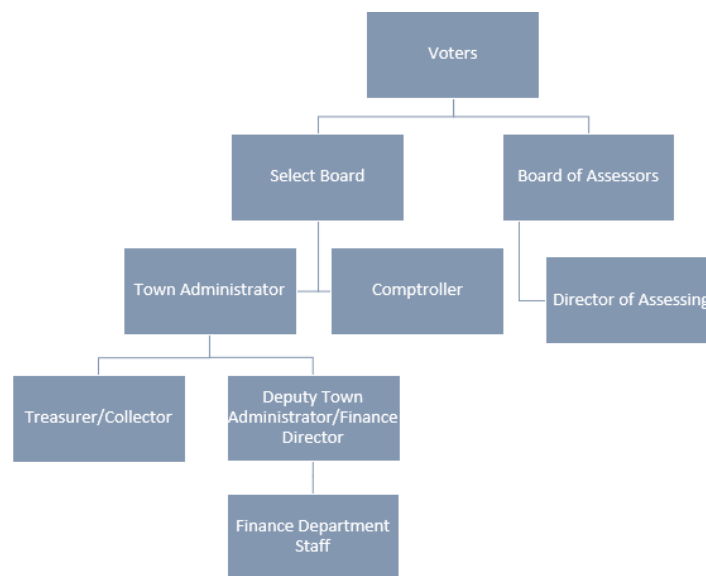 Voters
Select Board
Board of Assessors
Town Administrator
Comptroller
Director of Assessing
Treasurer/Collector
Deputy Town
Administrator/Finance
Director
Finance Department
Staff